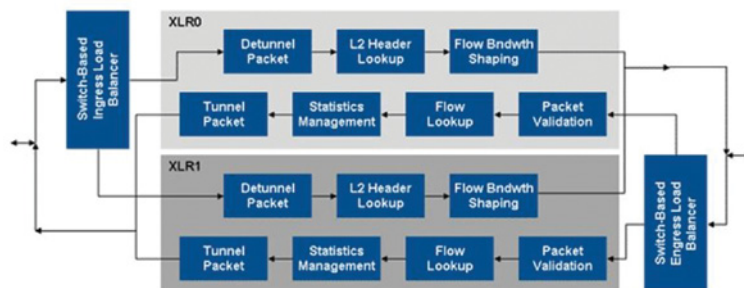 XLR0
Switch-Based
Ingress Load
Balancer
Detunnel
Packet
L2 Header
Lookup
Flow Bndwth
Shaping
Tunnel
Packet
Statistics
Management
Flow
Lookup
Packet
Validation
XLR1
Detunnel
Packet
L2 Header
Lookup
Flow Bndwth
Shaping
Tunnel
Packet
Statistics
Management
Flow
Lookup
Packet
Validation
Switch-Based
Engress Load
Balancer